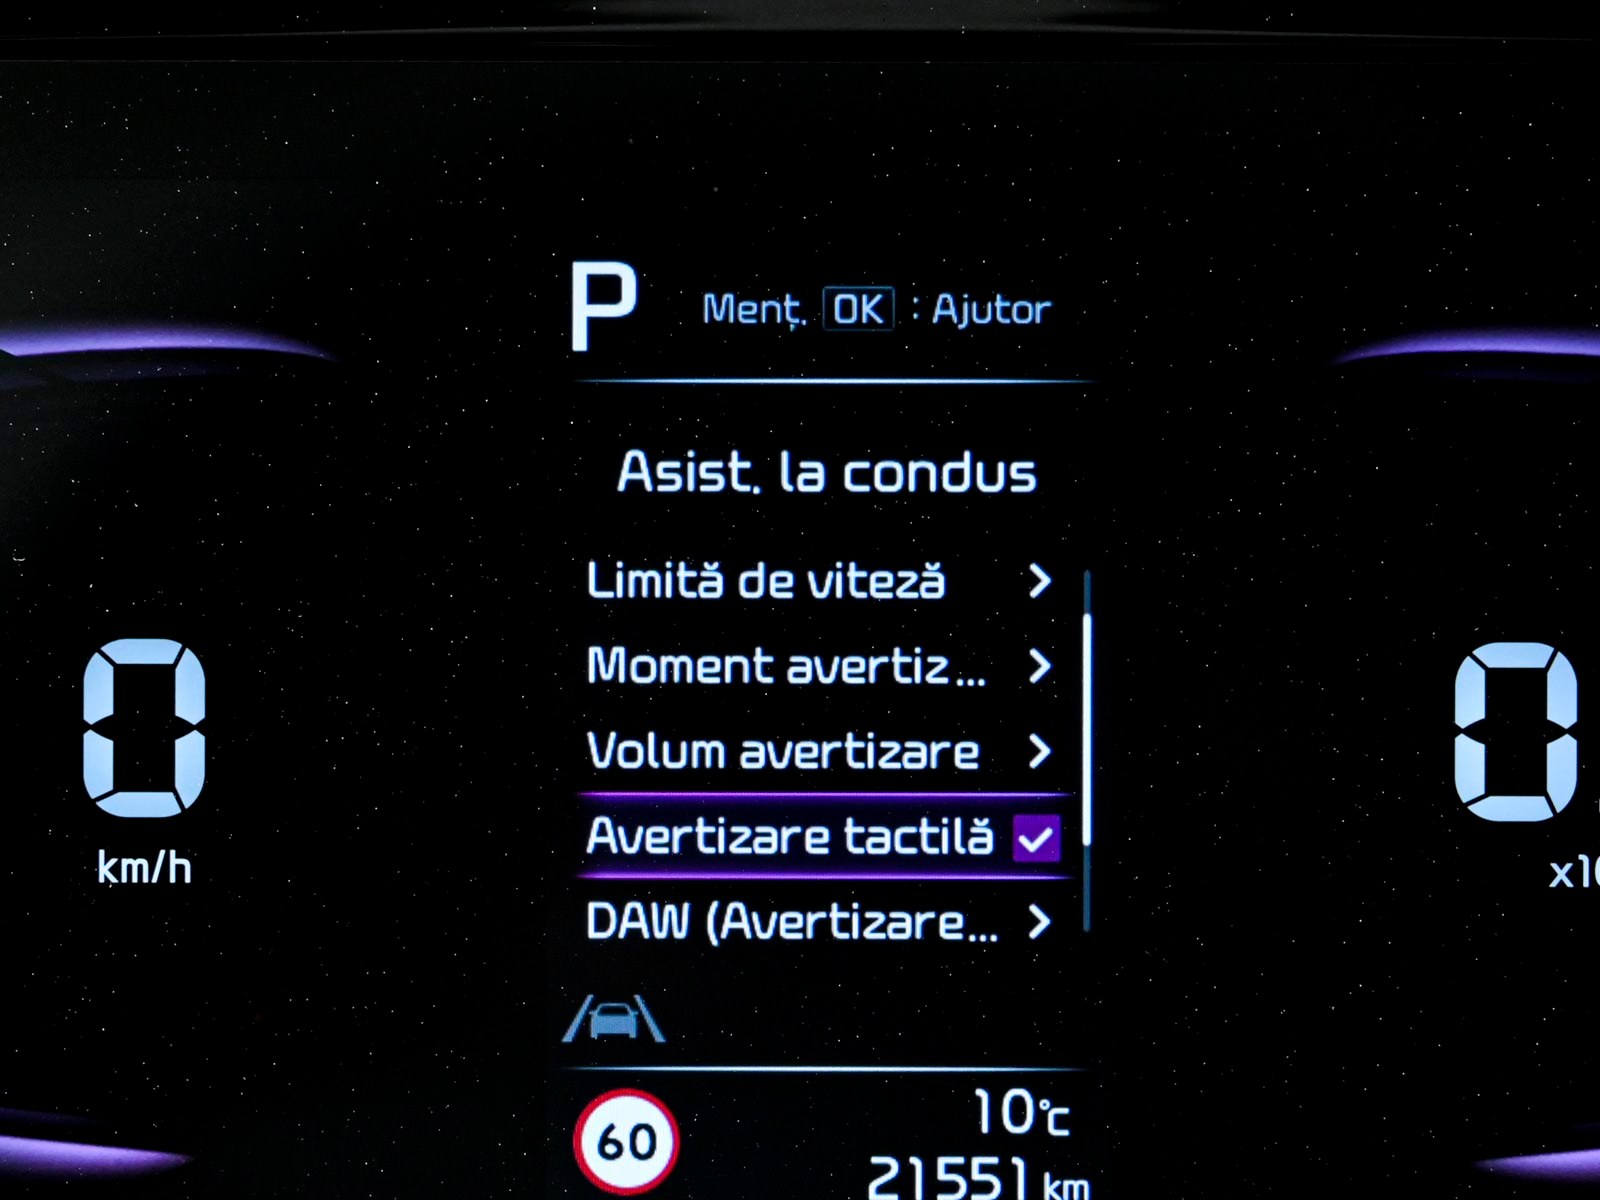 P Menț. OK : Ajutor
Asist. la condus
Limită de viteză
Moment avertiz...
Volum avertizare
Avertizare tactilă
DAW (Avertizare...
0
km/h
0
60
10°C
21551 km